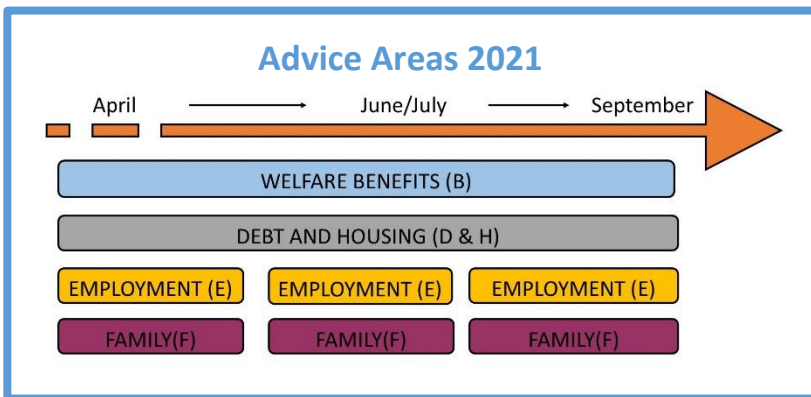 Advice Areas 2021
April June/July September
WELFARE BENEFITS (B)
DEBT AND HOUSING (D & H)
EMPLOYMENT (E) EMPLOYMENT (E) EMPLOYMENT (E)
FAMILY(F) FAMILY(F) FAMILY(F)